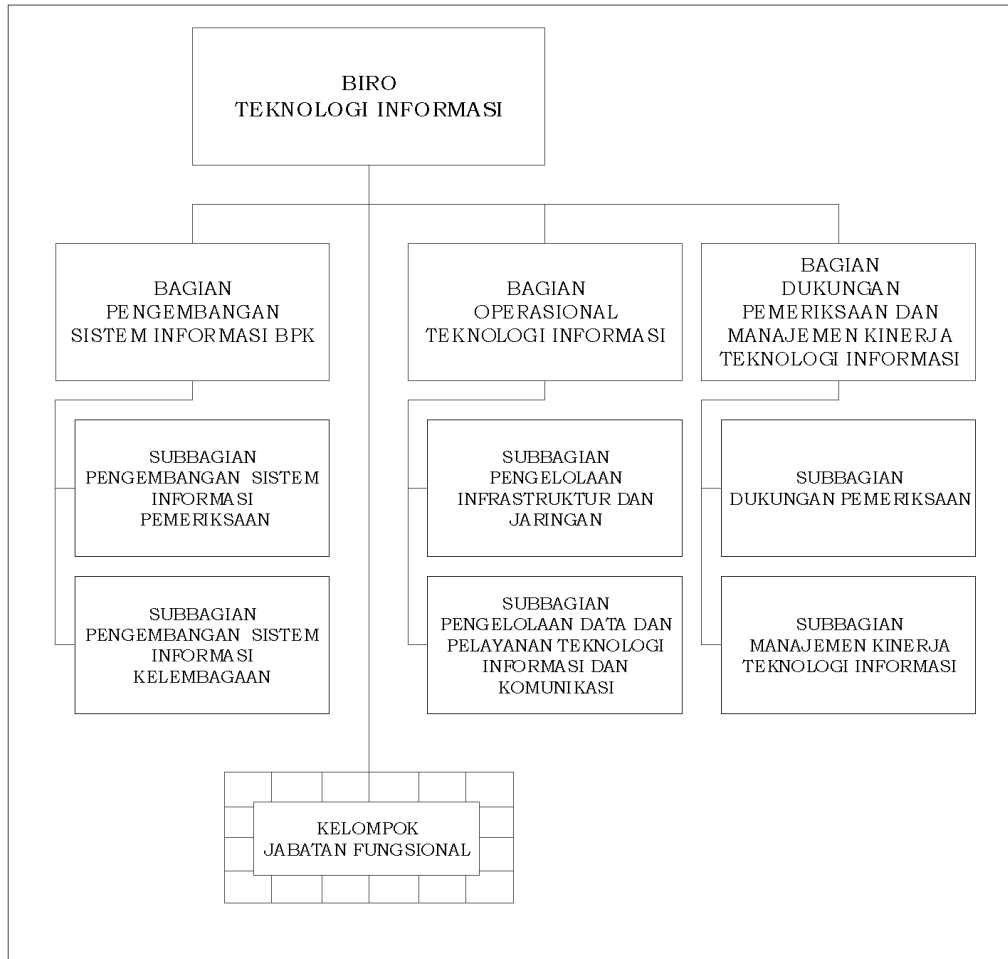 BIRO
TEKNOLOGI INFORMASI
BAGIAN
PENGEMBANGAN
SISTEM INFORMASI BPK
BAGIAN
OPERASIONAL
TEKNOLOGI INFORMASI
BAGIAN
DUKUNGAN
PEMERIKSAAN DAN
MANAJEMEN KINERJA
TEKNOLOGI INFORMASI
SUBBAGIAN
PENGEMBANGAN SISTEM
INFORMASI
PEMERIKSAAN
SUBBAGIAN
PENGELOLAAN
INFRASTRUKTUR DAN
JARINGAN
SUBBAGIAN
DUKUNGAN PEMERIKSAAN
SUBBAGIAN
PENGEMBANGAN SISTEM
INFORMASI
KELEMBAGAAN
SUBBAGIAN
PENGELOLAAN DATA DAN
PELAYANAN TEKNOLOGI
INFORMASI DAN
KOMUNIKASI
SUBBAGIAN
MANAJEMEN KINERJA
TEKNOLOGI INFORMASI
KELOMPOK
JABATAN FUNGSIONAL